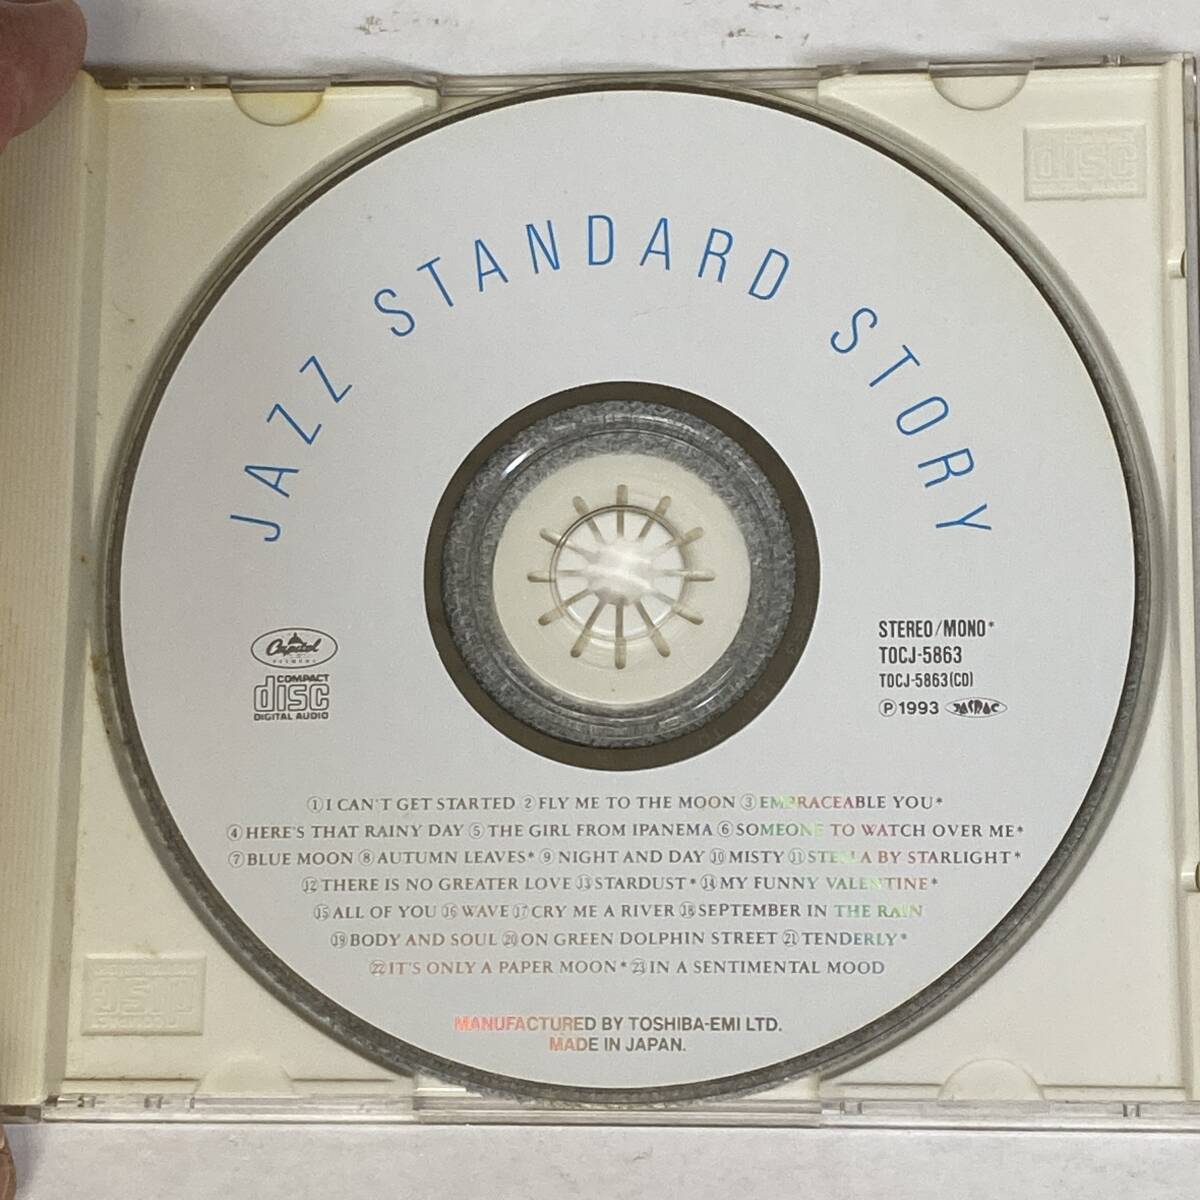 JAZZ STANDARD STORY
disc
Capitol
RECORDS
COMPACT
disc
DIGITAL AUDIO
STEREO/MONO*
TOCJ-5863
TOCJ-5863(CD)
Ⓟ1993 JASRAC
①I CAN'T GET STARTED ②FLY ME TO THE MOON ③EMBRACEABLE YOU*
④HERE'S THAT RAINY DAY ⑤THE GIRL FROM IPANEMA ⑥SOMEONE TO WATCH OVER ME*
⑦BLUE MOON ⑧AUTUMN LEAVES* ⑨NIGHT AND DAY ⑩MISTY ⑪STELLA BY STARLIGHT*
⑫THERE IS NO GREATER LOVE ⑬STARDUST* ⑭MY FUNNY VALENTINE*
⑮ALL OF YOU ⑯WAVE ⑰CRY ME A RIVER ⑱SEPTEMBER IN THE RAIN
⑲BODY AND SOUL ⑳ON GREEN DOLPHIN STREET ㉑TENDERLY*
㉒IT'S ONLY A PAPER MOON* ㉓IN A SENTIMENTAL MOOD
MANUFACTURED BY TOSHIBA-EMI LTD.
MADE IN JAPAN.